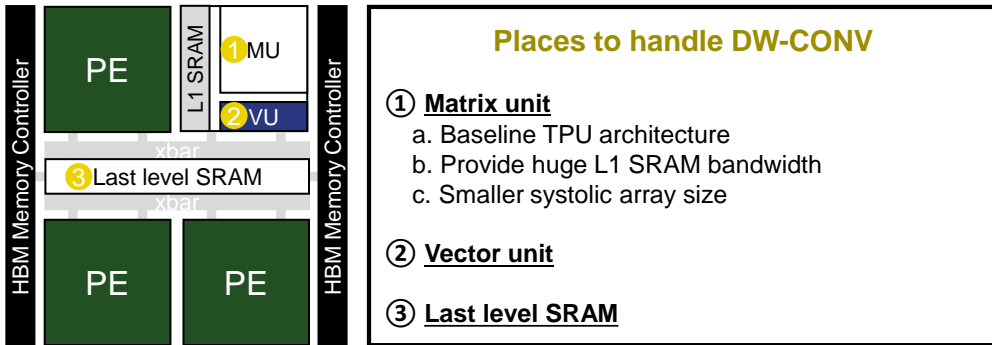 HBM Memory Controller
PE
L1 SRAM
1 MU
2 VU
xbar
3 Last level SRAM
xbar
PE
PE
HBM Memory Controller
Places to handle DW-CONV
① Matrix unit
a. Baseline TPU architecture
b. Provide huge L1 SRAM bandwidth
c. Smaller systolic array size
② Vector unit
③ Last level SRAM